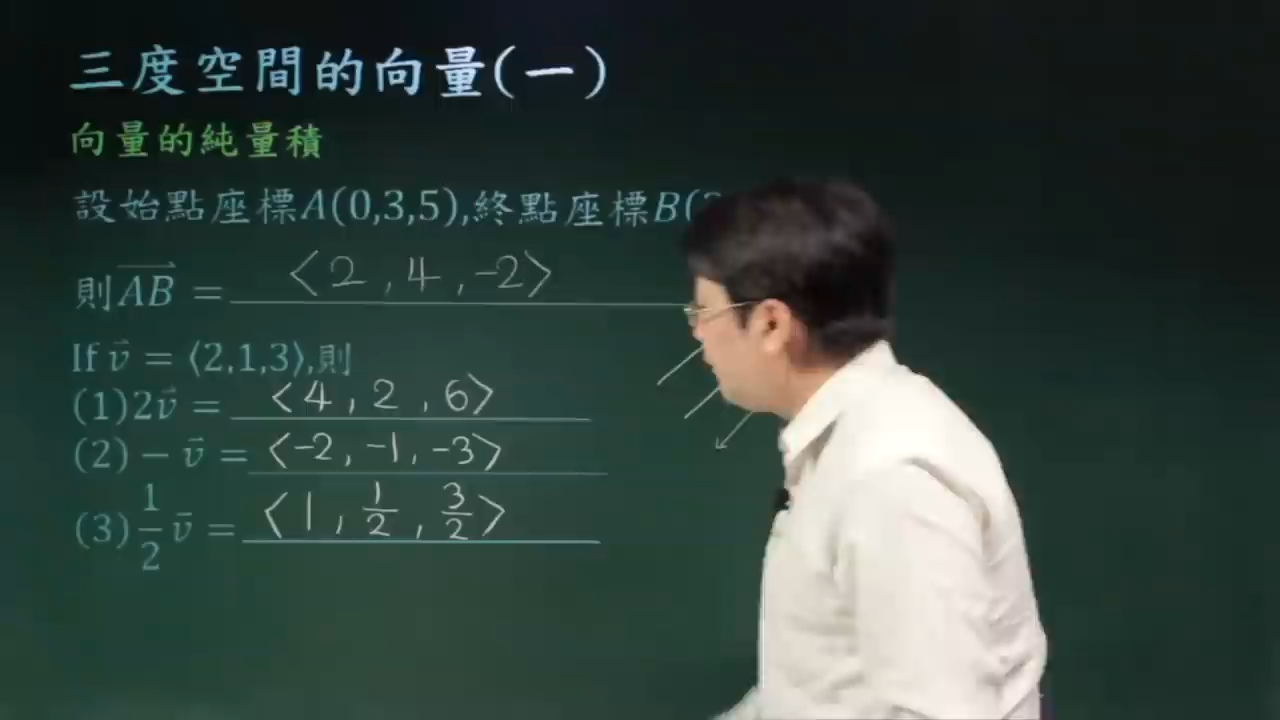 三度空間的向量(一)
向量的純量積
設始點座標A(0,3,5),終點座標B(
則\overrightarrow{AB} = ⟨2,4,-2⟩
If \vec{v} = ⟨2,1,3⟩,則
(1)2\vec{v} = ⟨4,2,6⟩
(2)-\vec{v} = ⟨-2,-1,-3⟩
(3)\frac{1}{2}\vec{v} = ⟨1,\frac{1}{2},\frac{3}{2}⟩